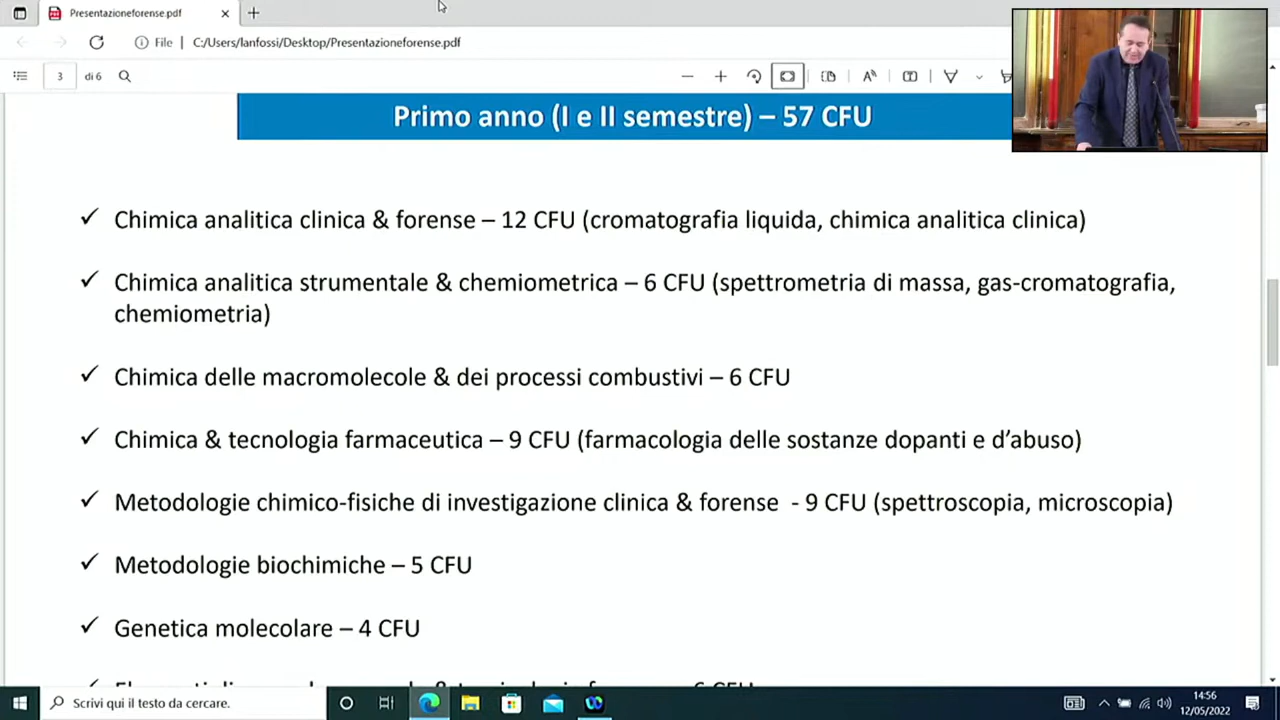 Presentazioneforense.pdf
File
C:/Users/lanfossi/Desktop/Presentazioneforense.pdf
3 di 6
Primo anno (I e II semestre) – 57 CFU
✓ Chimica analitica clinica & forense – 12 CFU (cromatografia liquida, chimica analitica clinica)
✓ Chimica analitica strumentale & chemiometrica – 6 CFU (spettrometria di massa, gas-cromatografia,
chemiometria)
✓ Chimica delle macromolecole & dei processi combustivi – 6 CFU
✓ Chimica & tecnologia farmaceutica – 9 CFU (farmacologia delle sostanze dopanti e d’abuso)
✓ Metodologie chimico-fisiche di investigazione clinica & forense - 9 CFU (spettroscopia, microscopia)
✓ Metodologie biochimiche – 5 CFU
✓ Genetica molecolare – 4 CFU
Scrivi qui il testo da cercare.
14:56
12/05/2022